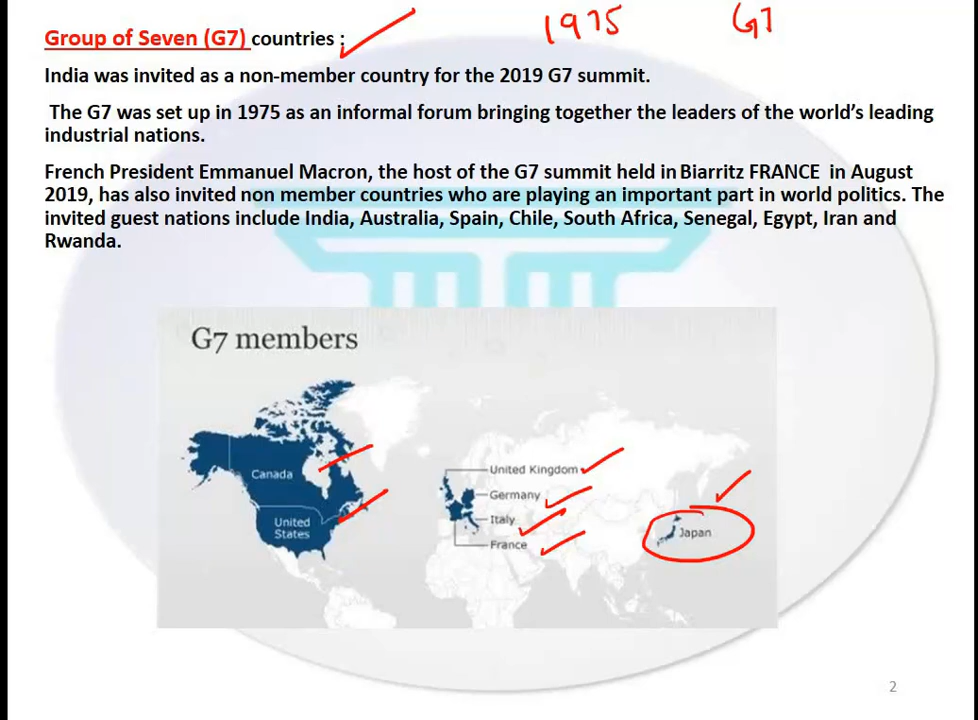 1975 G7
Group of Seven (G7) countries :
India was invited as a non-member country for the 2019 G7 summit.
The G7 was set up in 1975 as an informal forum bringing together the leaders of the world's leading
industrial nations.
French President Emmanuel Macron, the host of the G7 summit held in Biarritz FRANCE in August
2019, has also invited non member countries who are playing an important part in world politics. The
invited guest nations include India, Australia, Spain, Chile, South Africa, Senegal, Egypt, Iran and
Rwanda.
G7 members
Canada
United
States
United Kingdom
Germany
Italy
France
Japan
2